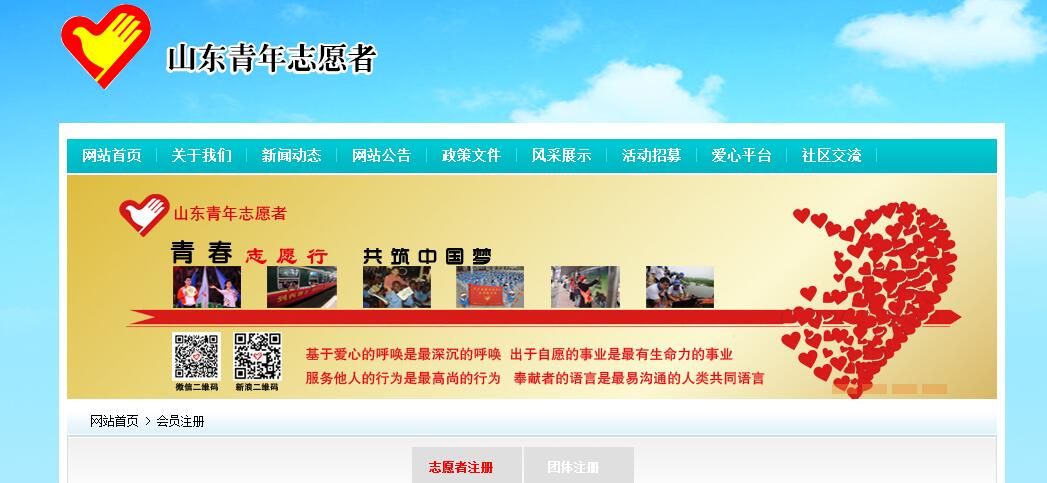 山东青年志愿者
网站首页 关于我们 新闻动态 网站公告 政策文件 风采展示 活动招募 爱心平台 社区交流
山东青年志愿者
青春志愿行 共筑中国梦
基于爱心的呼唤是最深沉的呼唤 出于自愿的事业是最有生命力的事业
服务他人的行为是最高尚的行为 奉献者的语言是最易沟通的人类共同语言
微信二维码 新浪二维码
网站首页 > 会员注册
志愿者注册 团体注册